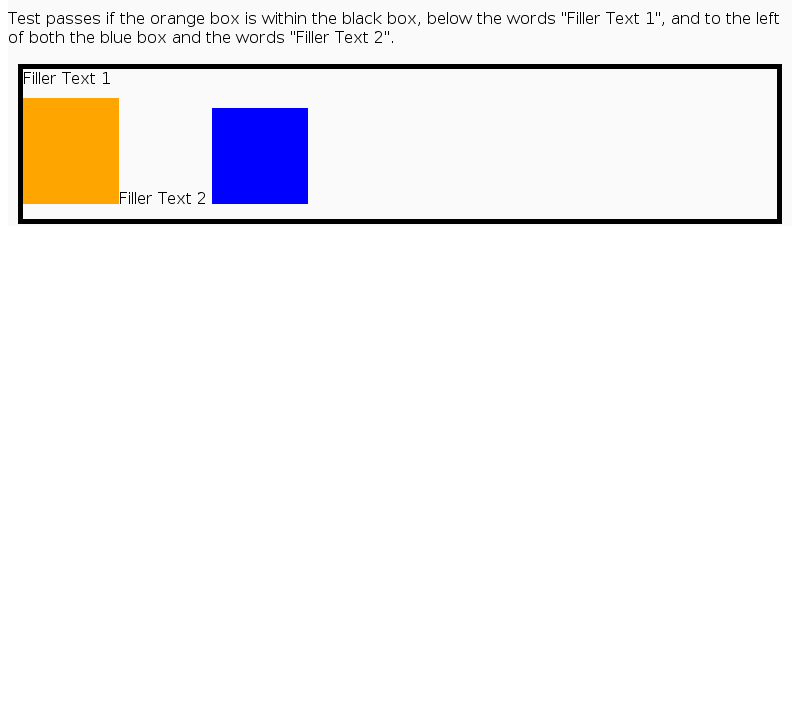 Test passes if the orange box is within the black box, below the words "Filler Text 1", and to the left
of both the blue box and the words "Filler Text 2".
Filler Text 1
Filler Text 2